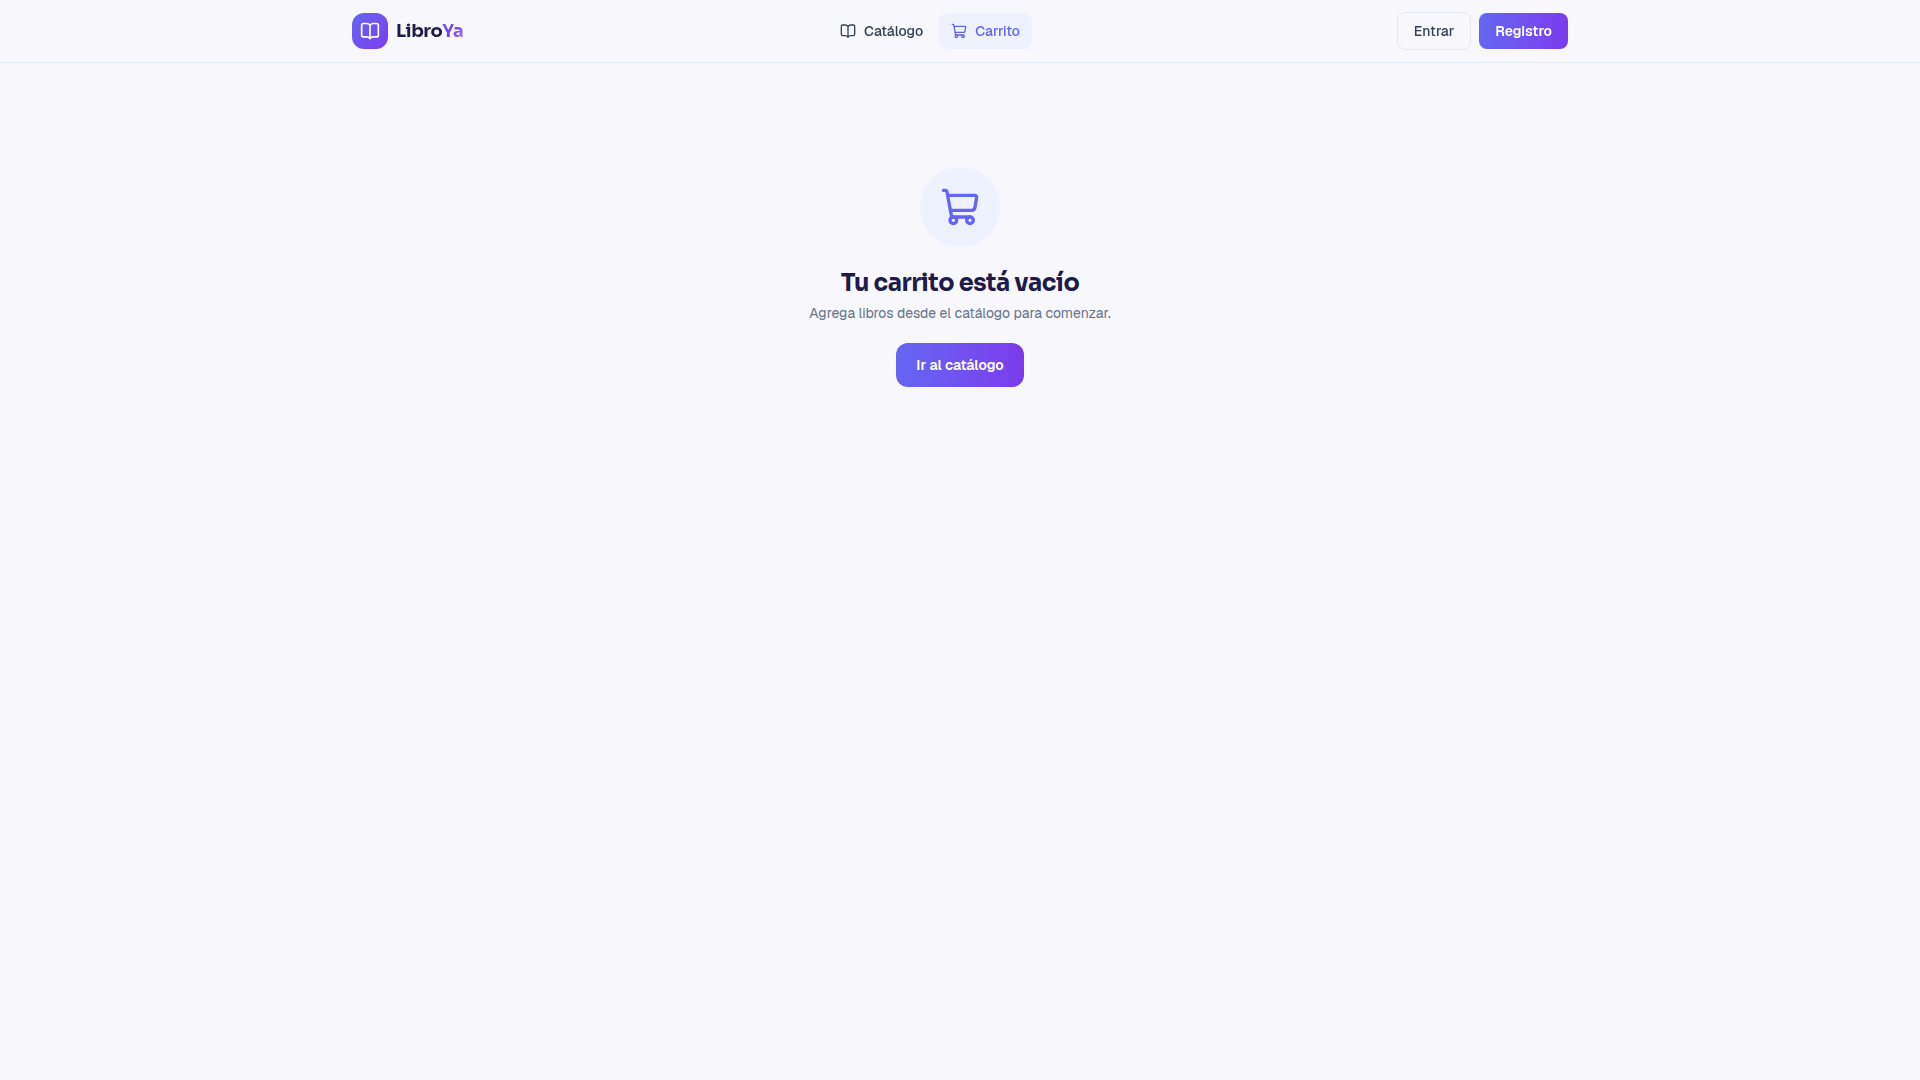 LibroYa
Catálogo
Carrito
Entrar
Registro
Tu carrito está vacío
Agrega libros desde el catálogo para comenzar.
Ir al catálogo